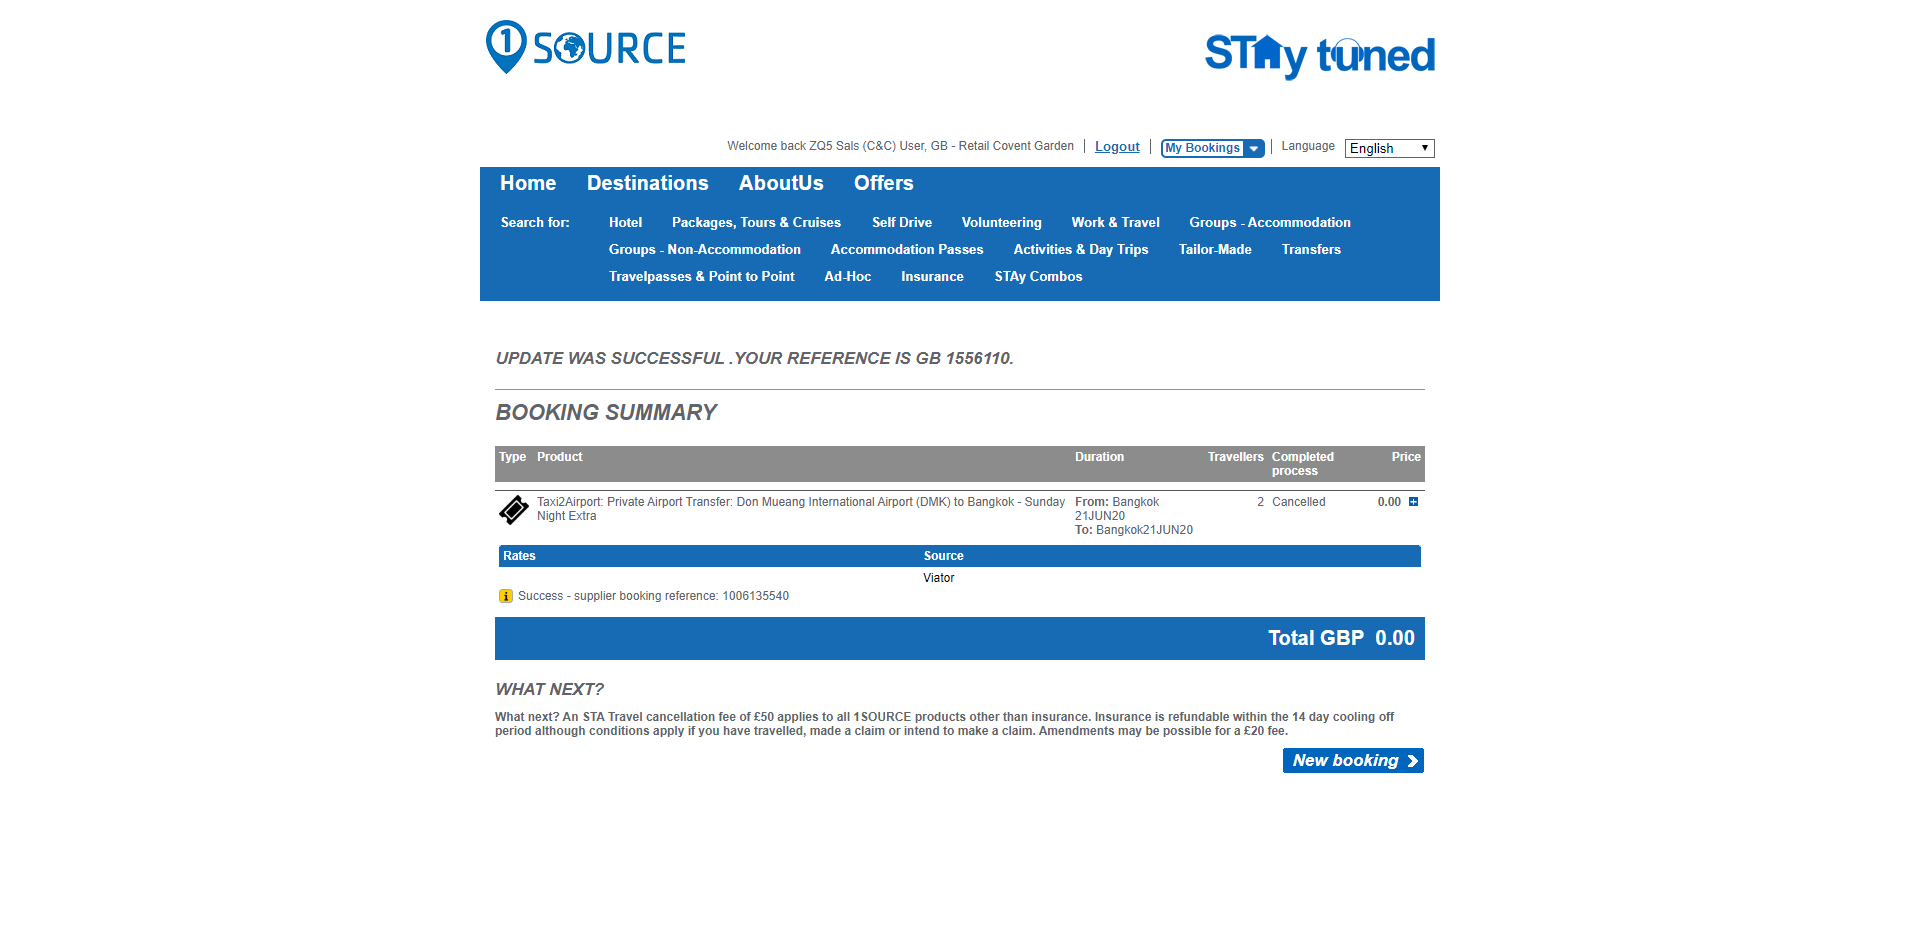 1 SOURCE
STAy tuned
Welcome back ZQ5 Sals (C&C) User, GB - Retail Covent Garden Logout My Bookings Language English
Home Destinations AboutUs Offers
Search for: Hotel Packages, Tours & Cruises Self Drive Volunteering Work & Travel Groups - Accommodation
Groups - Non-Accommodation Accommodation Passes Activities & Day Trips Tailor-Made Transfers
Travelpasses & Point to Point Ad-Hoc Insurance STAy Combos
UPDATE WAS SUCCESSFUL .YOUR REFERENCE IS GB 1556110.
BOOKING SUMMARY
Type Product Duration Travellers Completed process Price
Taxi2Airport: Private Airport Transfer: Don Mueang International Airport (DMK) to Bangkok - Sunday
Night Extra
From: Bangkok
21JUN20
To: Bangkok21JUN20
2 Cancelled 0.00
Rates Source
Viator
Success - supplier booking reference: 1006135540
Total GBP 0.00
WHAT NEXT?
What next? An STA Travel cancellation fee of £50 applies to all 1SOURCE products other than insurance. Insurance is refundable within the 14 day cooling off
period although conditions apply if you have travelled, made a claim or intend to make a claim. Amendments may be possible for a £20 fee.
New booking